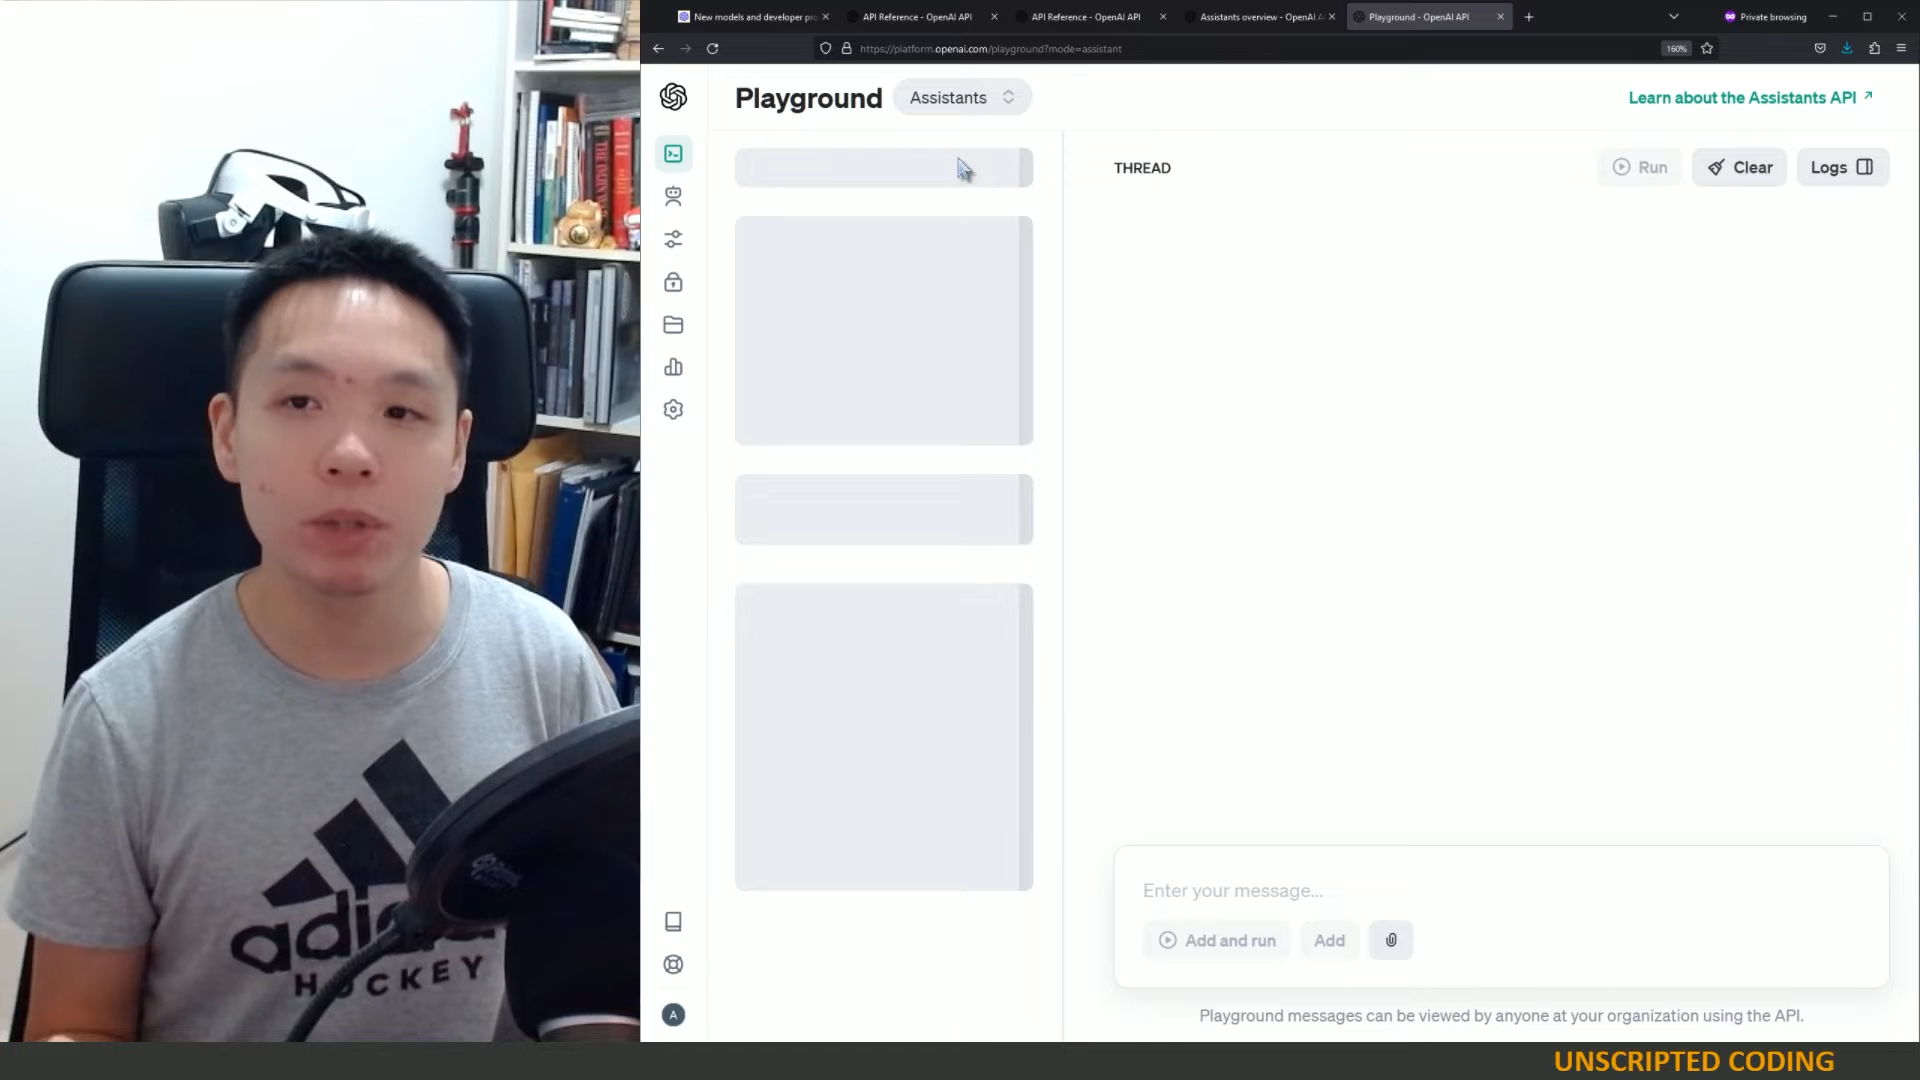 New models and developer pro
API Reference - OpenAI API
API Reference - OpenAI API
Assistants overview - OpenAI A
Playground - OpenAI API
Private browsing
https://platform.openai.com/playground?mode=assistant
160%
Playground
Assistants
Learn about the Assistants API
THREAD
Run
Clear
Logs
Enter your message...
Add and run
Add
Playground messages can be viewed by anyone at your organization using the API.
A
adidas
HOCKEY
UNSCRIPTED CODING